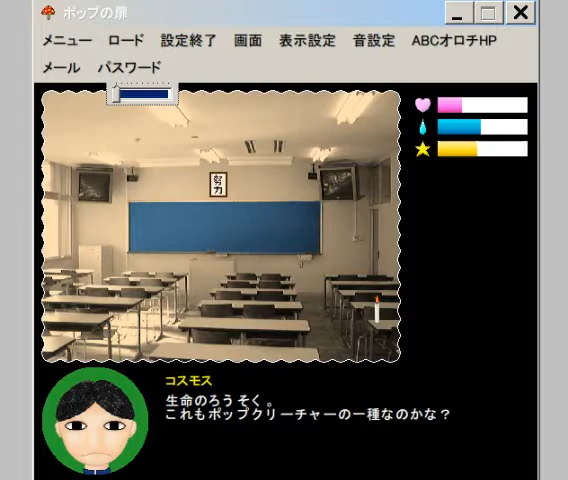 ポップの扉
メニュー ロード 設定終了 画面 表示設定 音設定 ABCオロチHP
メール パスワード
努力
コスモス
生命のろうそく。
これもポップクリーチャーの一種なのかな？